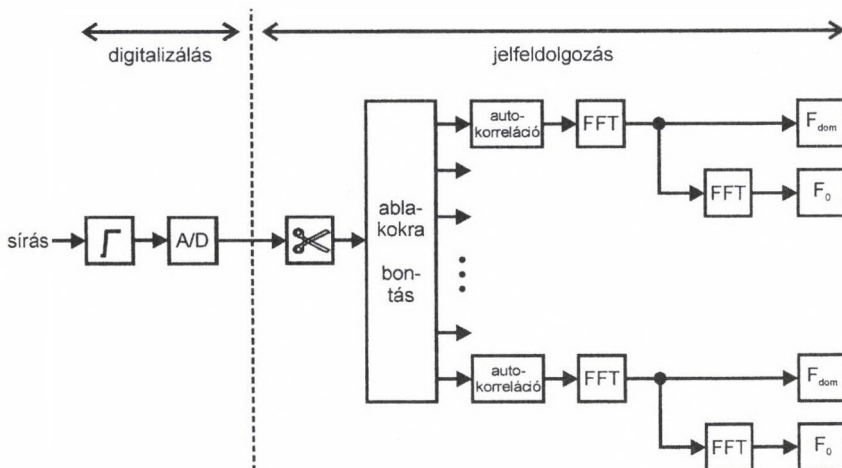 digitalizálás
jelfeldolgozás
sírás
A/D
abla-
kokra
bon-
tás
auto-
korreláció
FFT
F_dom
FFT
F_0
auto-
korreláció
FFT
F_dom
FFT
F_0